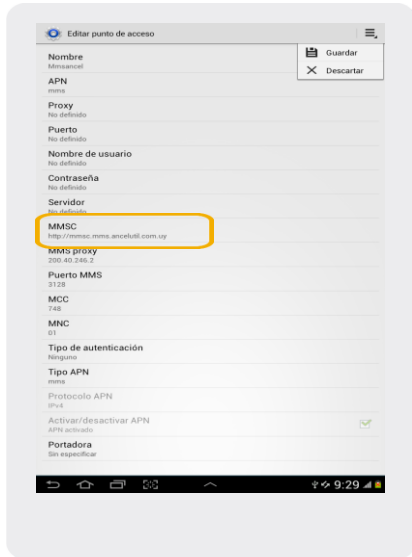 Editar punto de acceso
Guardar
Descartar
Nombre
Mmsancel
APN
mms
Proxy
No definido
Puerto
No definido
Nombre de usuario
No definido
Contraseña
No definido
Servidor
No definido
MMSC
http://mmsc.mms.ancelutil.com.uy
MMS proxy
200.40.246.2
Puerto MMS
3128
MCC
748
MNC
01
Tipo de autenticación
Ninguno
Tipo APN
mms
Protocolo APN
IPv4
Activar/desactivar APN
APN activado
Portadora
Sin especificar
9:29